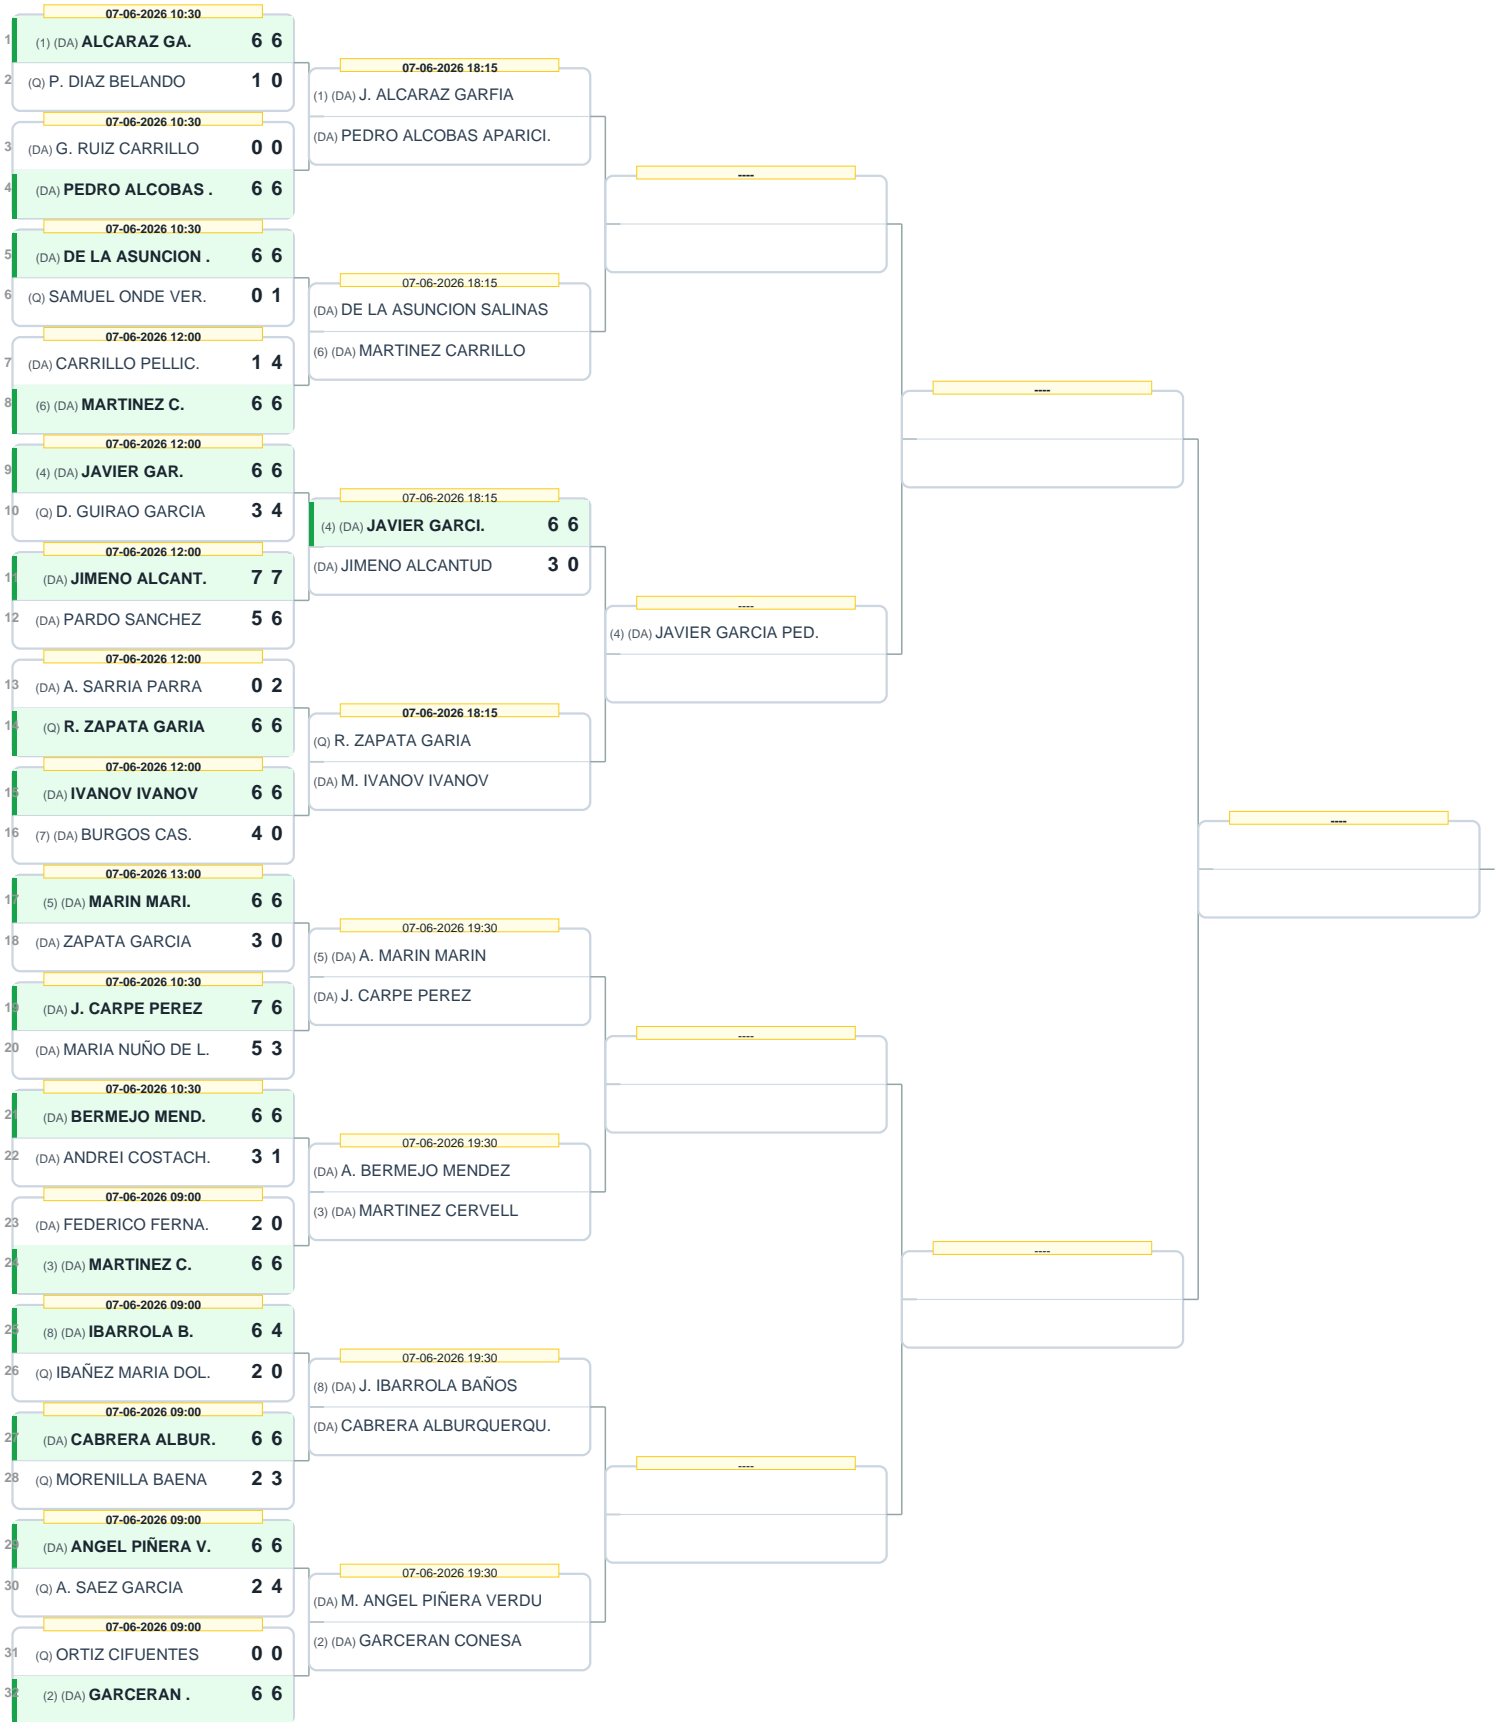 07-06-2026 10:30
1 (1) (DA) ALCARAZ GA. 6 6
2 (Q) P. DIAZ BELANDO 1 0
07-06-2026 10:30
3 (DA) G. RUIZ CARRILLO 0 0
4 (DA) PEDRO ALCOBAS . 6 6
07-06-2026 10:30
5 (DA) DE LA ASUNCION . 6 6
6 (Q) SAMUEL ONDE VER. 0 1
07-06-2026 12:00
7 (DA) CARRILLO PELLIC. 1 4
8 (6) (DA) MARTINEZ C. 6 6
07-06-2026 12:00
9 (4) (DA) JAVIER GAR. 6 6
10 (Q) D. GUIRAO GARCIA 3 4
07-06-2026 12:00
11 (DA) JIMENO ALCANT. 7 7
12 (DA) PARDO SANCHEZ 5 6
07-06-2026 12:00
13 (DA) A. SARRIA PARRA 0 2
14 (Q) R. ZAPATA GARIA 6 6
07-06-2026 12:00
15 (DA) IVANOV IVANOV 6 6
16 (7) (DA) BURGOS CAS. 4 0
07-06-2026 13:00
17 (5) (DA) MARIN MARI. 6 6
18 (DA) ZAPATA GARCIA 3 0
07-06-2026 10:30
19 (DA) J. CARPE PEREZ 7 6
20 (DA) MARIA NUÑO DE L. 5 3
07-06-2026 10:30
21 (DA) BERMEJO MEND. 6 6
22 (DA) ANDREI COSTACH. 3 1
07-06-2026 09:00
23 (DA) FEDERICO FERNA. 2 0
24 (3) (DA) MARTINEZ C. 6 6
07-06-2026 09:00
25 (8) (DA) IBARROLA B. 6 4
26 (Q) IBAÑEZ MARIA DOL. 2 0
07-06-2026 09:00
27 (DA) CABRERA ALBUR. 6 6
28 (Q) MORENILLA BAENA 2 3
07-06-2026 09:00
29 (DA) ANGEL PIÑERA V. 6 6
30 (Q) A. SAEZ GARCIA 2 4
07-06-2026 09:00
31 (Q) ORTIZ CIFUENTES 0 0
32 (2) (DA) GARCERAN . 6 6
07-06-2026 18:15
(1) (DA) J. ALCARAZ GARFIA
(DA) PEDRO ALCOBAS APARICI.
07-06-2026 18:15
(DA) DE LA ASUNCION SALINAS
(6) (DA) MARTINEZ CARRILLO
07-06-2026 18:15
(4) (DA) JAVIER GARCI. 6 6
(DA) JIMENO ALCANTUD 3 0
07-06-2026 18:15
(Q) R. ZAPATA GARIA
(DA) M. IVANOV IVANOV
07-06-2026 19:30
(5) (DA) A. MARIN MARIN
(DA) J. CARPE PEREZ
07-06-2026 19:30
(DA) A. BERMEJO MENDEZ
(3) (DA) MARTINEZ CERVELL
07-06-2026 19:30
(8) (DA) J. IBARROLA BAÑOS
(DA) CABRERA ALBURQUERQU.
07-06-2026 19:30
(DA) M. ANGEL PIÑERA VERDU
(2) (DA) GARCERAN CONESA
----
----
(4) (DA) JAVIER GARCIA PED.
----
----
----
----
----